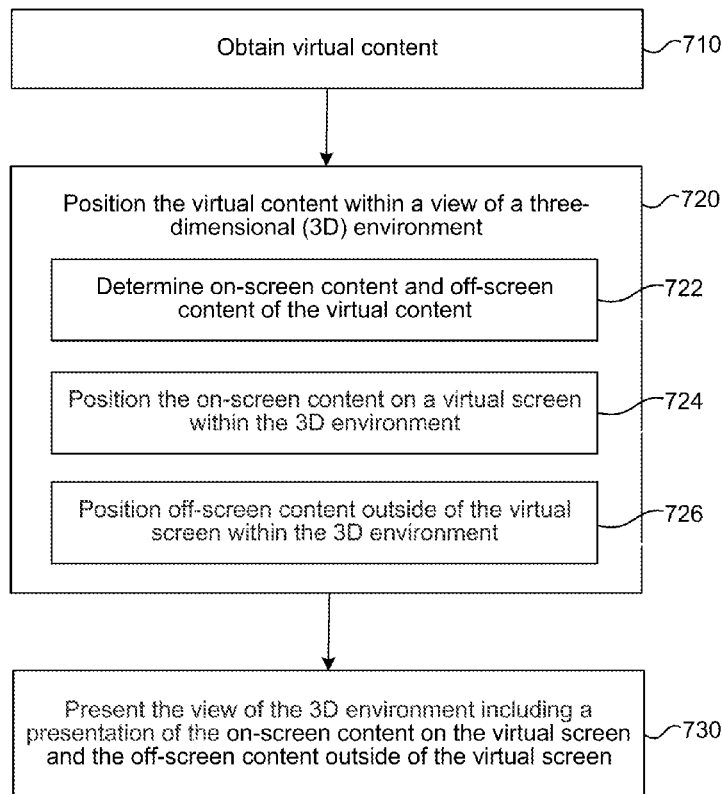 Obtain virtual content
710
Position the virtual content within a view of a three-
dimensional (3D) environment
720
Determine on-screen content and off-screen
content of the virtual content
722
Position the on-screen content on a virtual screen
within the 3D environment
724
Position off-screen content outside of the virtual
screen within the 3D environment
726
Present the view of the 3D environment including a
presentation of the on-screen content on the virtual screen
and the off-screen content outside of the virtual screen
730